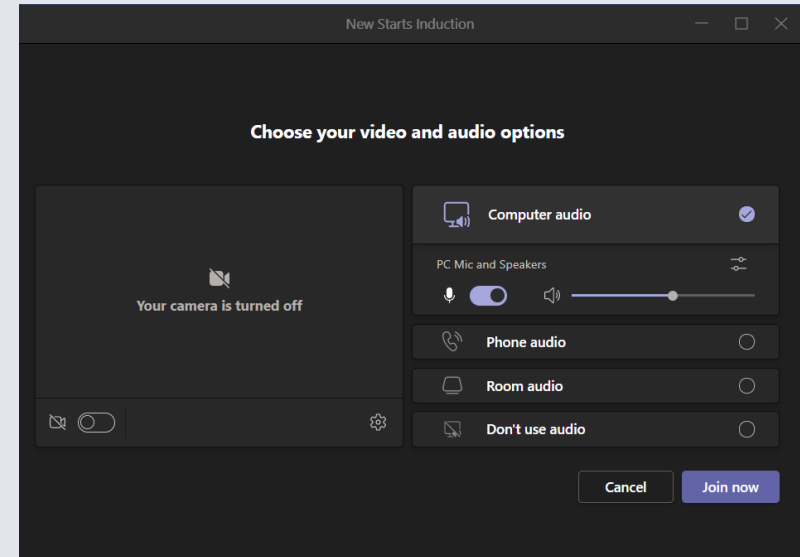 New Starts Induction
Choose your video and audio options
Your camera is turned off
Computer audio
PC Mic and Speakers
Phone audio
Room audio
Don't use audio
Cancel
Join now